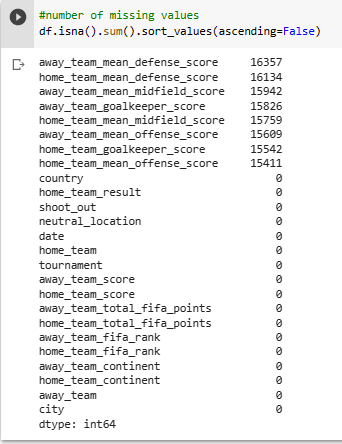 #number of missing values
df.isna().sum().sort_values(ascending=False)
away_team_mean_defense_score 16357
home_team_mean_defense_score 16134
away_team_mean_midfield_score 15942
away_team_goalkeeper_score 15826
home_team_mean_midfield_score 15759
away_team_mean_offense_score 15609
home_team_goalkeeper_score 15542
home_team_mean_offense_score 15411
country 0
home_team_result 0
shoot_out 0
neutral_location 0
date 0
home_team 0
tournament 0
away_team_score 0
home_team_score 0
away_team_total_fifa_points 0
home_team_total_fifa_points 0
away_team_fifa_rank 0
home_team_fifa_rank 0
away_team_continent 0
home_team_continent 0
away_team 0
city 0
dtype: int64